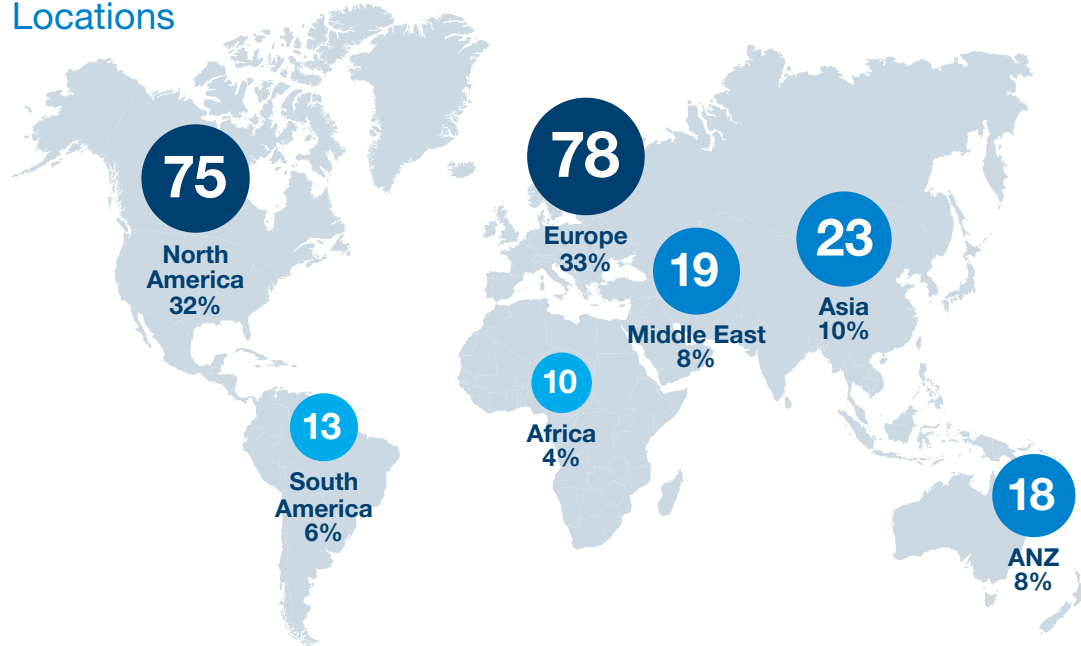 Locations
75
North
America
32%
78
Europe
33%
19
Middle East
8%
23
Asia
10%
10
Africa
4%
13
South
America
6%
18
ANZ
8%